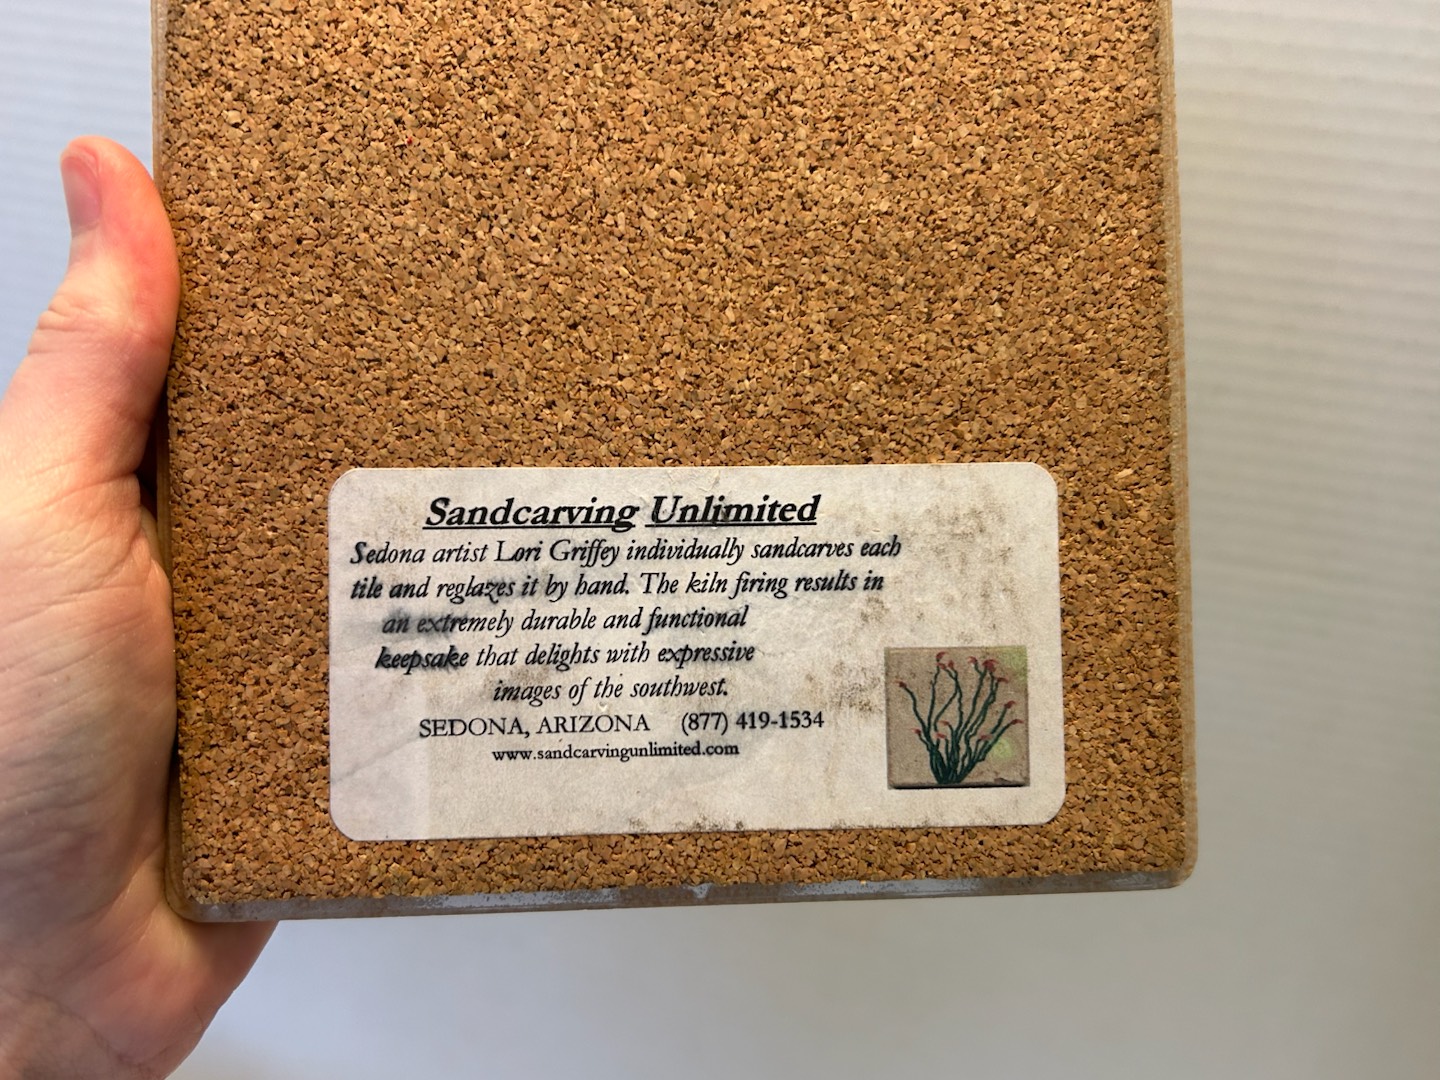 Sandcarving Unlimited
Sedona artist Lori Griffey individually sandcarves each
tile and reglazes it by hand. The kiln firing results in
an extremely durable and functional
keepsake that delights with expressive
images of the southwest.
SEDONA, ARIZONA (877) 419-1534
www.sandcarvingunlimited.com